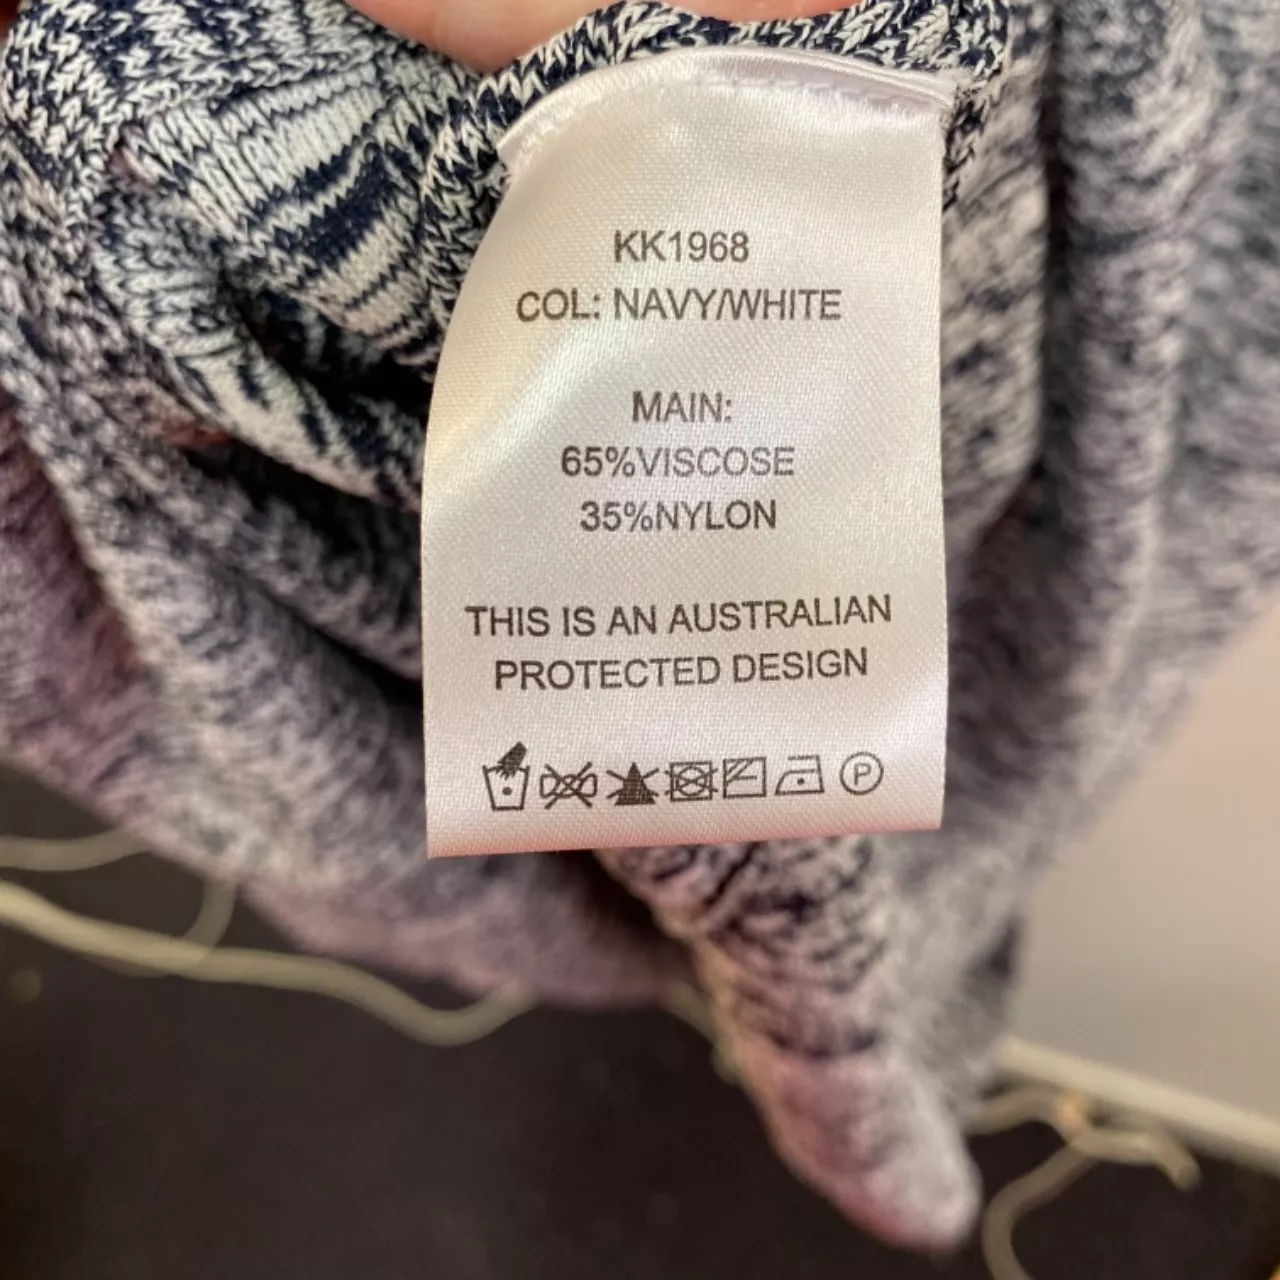 KK1968
COL: NAVY/WHITE
MAIN:
65%VISCOSE
35%NYLON
THIS IS AN AUSTRALIAN
PROTECTED DESIGN
P